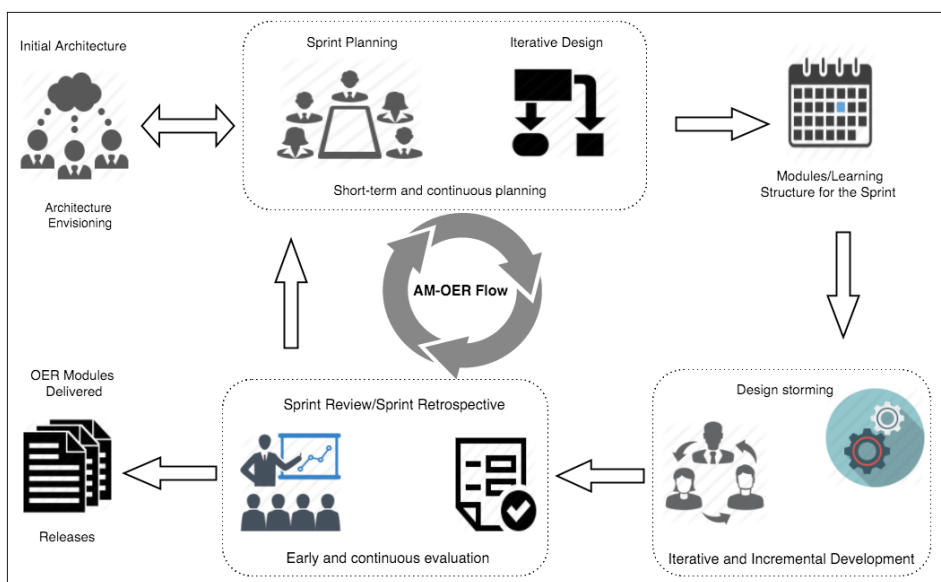 Initial Architecture
Architecture
Envisioning
Sprint Planning
Iterative Design
Short-term and continuous planning
Modules/Learning
Structure for the Sprint
AM-OER Flow
Design storming
Iterative and Incremental Development
Sprint Review/Sprint Retrospective
Early and continuous evaluation
OER Modules
Delivered
Releases